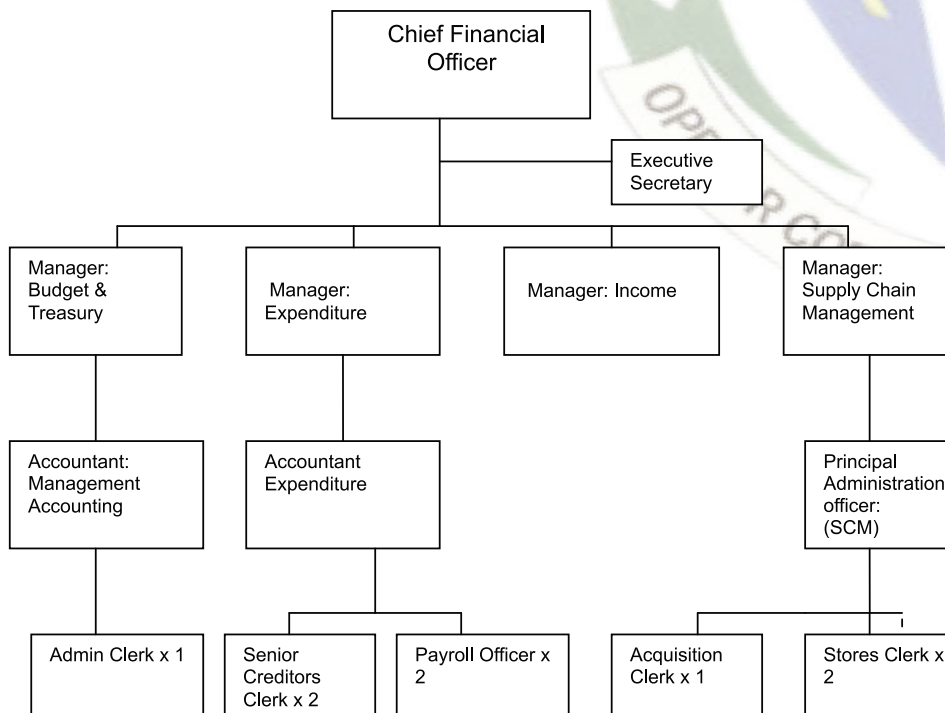 Chief Financial
Officer
Executive
Secretary
Manager:
Budget &
Treasury
Manager:
Expenditure
Manager: Income
Manager:
Supply Chain
Management
Accountant:
Management
Accounting
Accountant
Expenditure
Principal
Administration
officer:
(SCM)
Admin Clerk x 1
Senior
Creditors
Clerk x 2
Payroll Officer x
2
Acquisition
Clerk x 1
Stores Clerk x
2